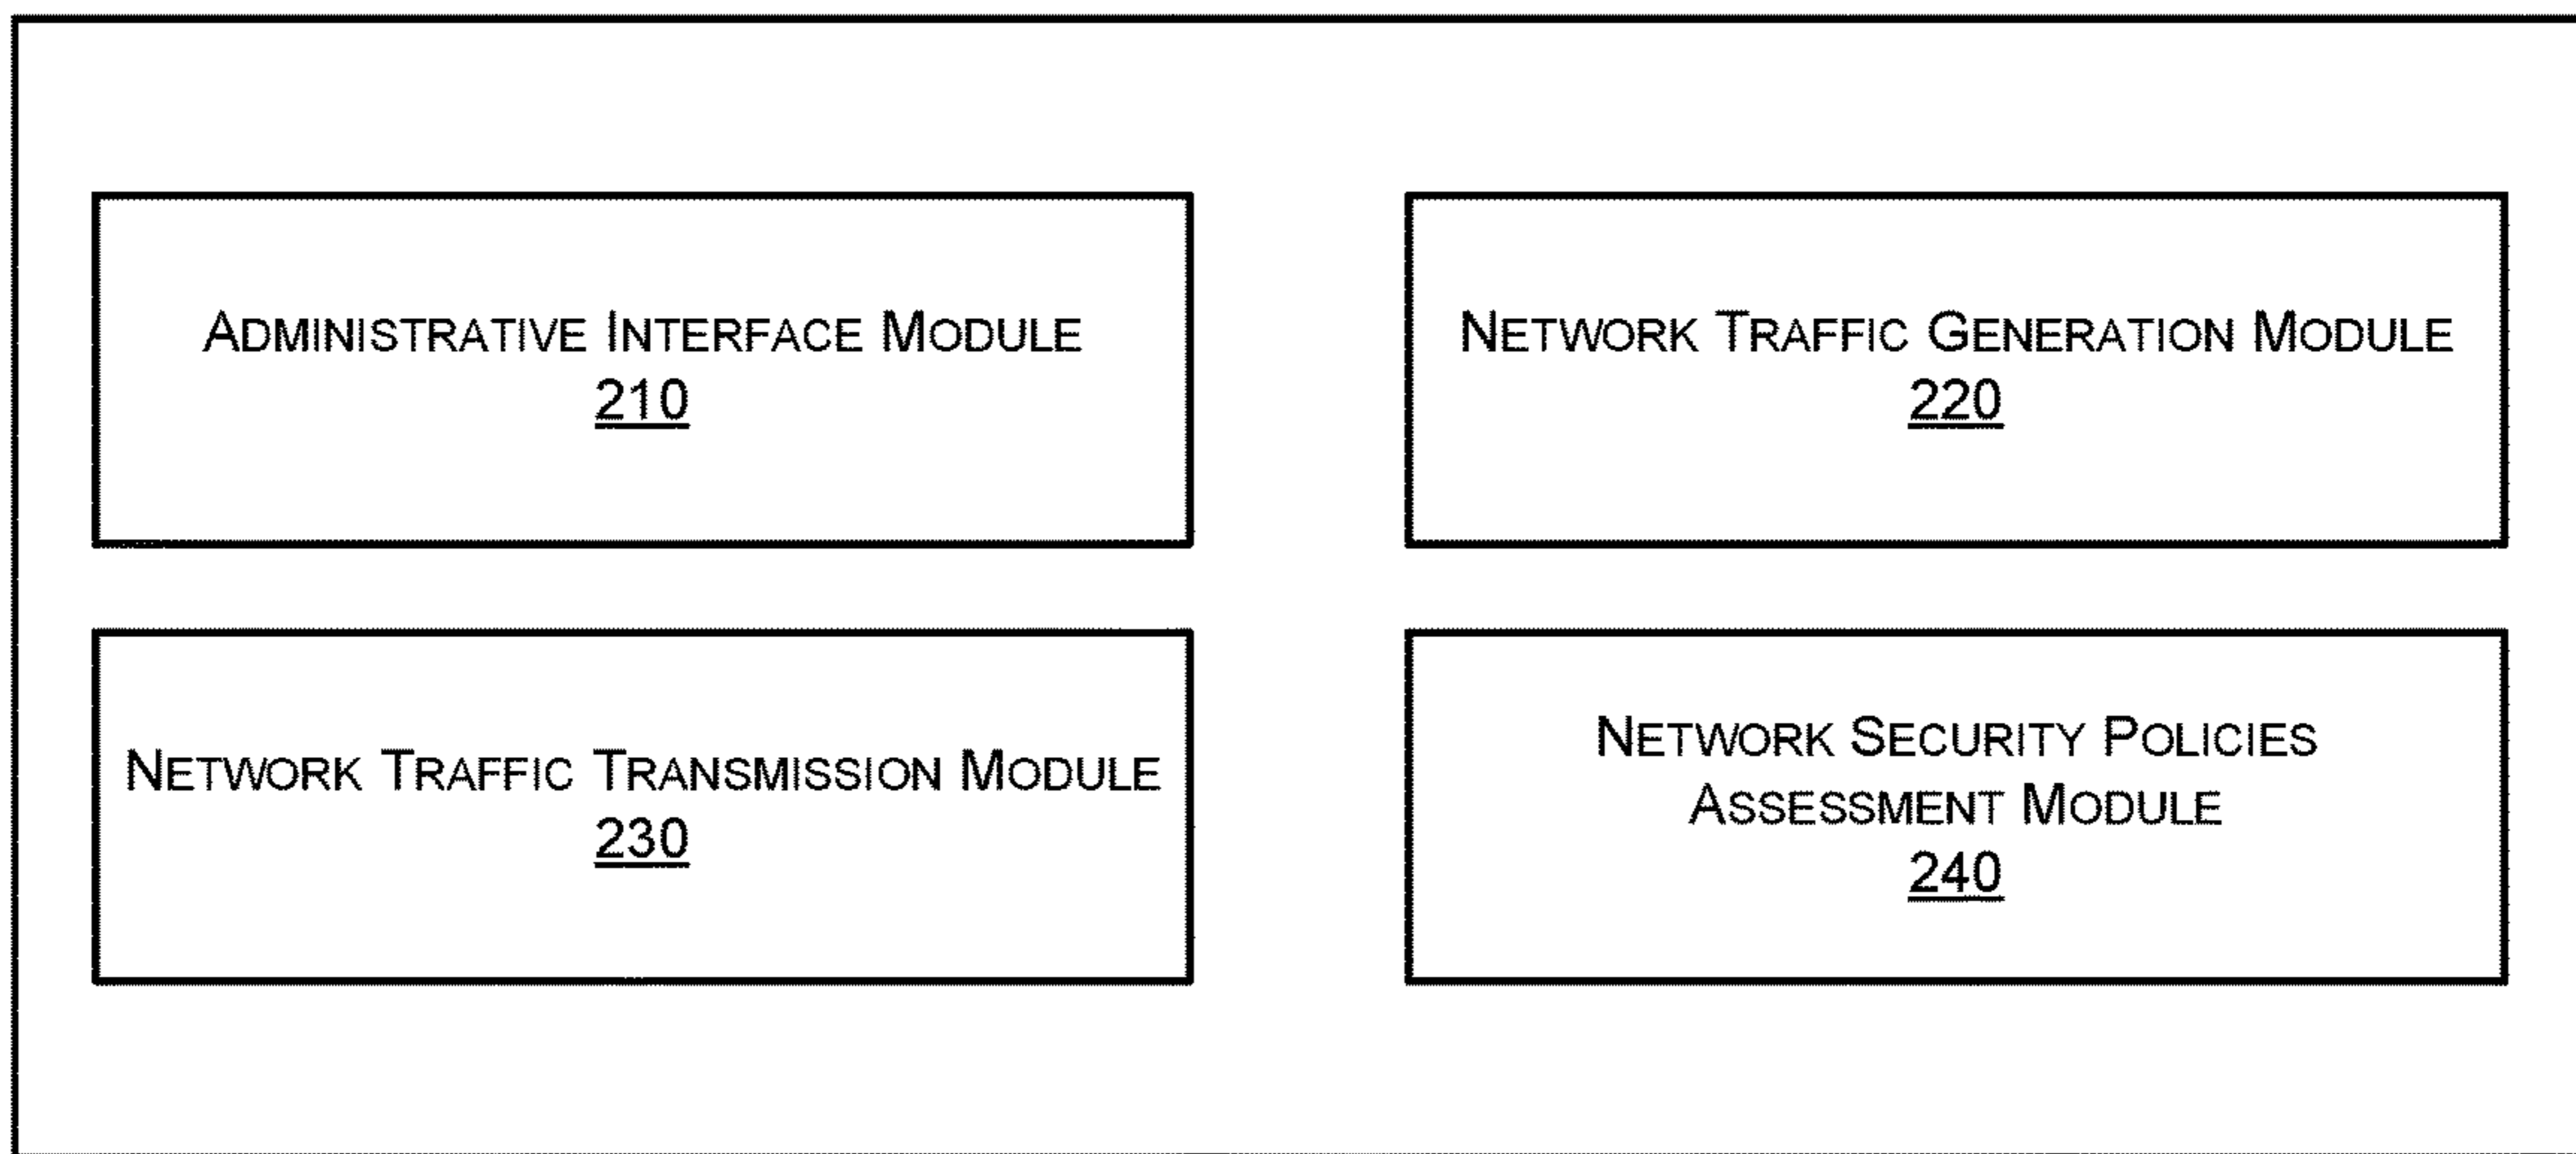 ADMINISTRATIVE INTERFACE MODULE
210
NETWORK TRAFFIC GENERATION MODULE
220
NETWORK TRAFFIC TRANSMISSION MODULE
230
NETWORK SECURITY POLICIES
ASSESSMENT MODULE
240